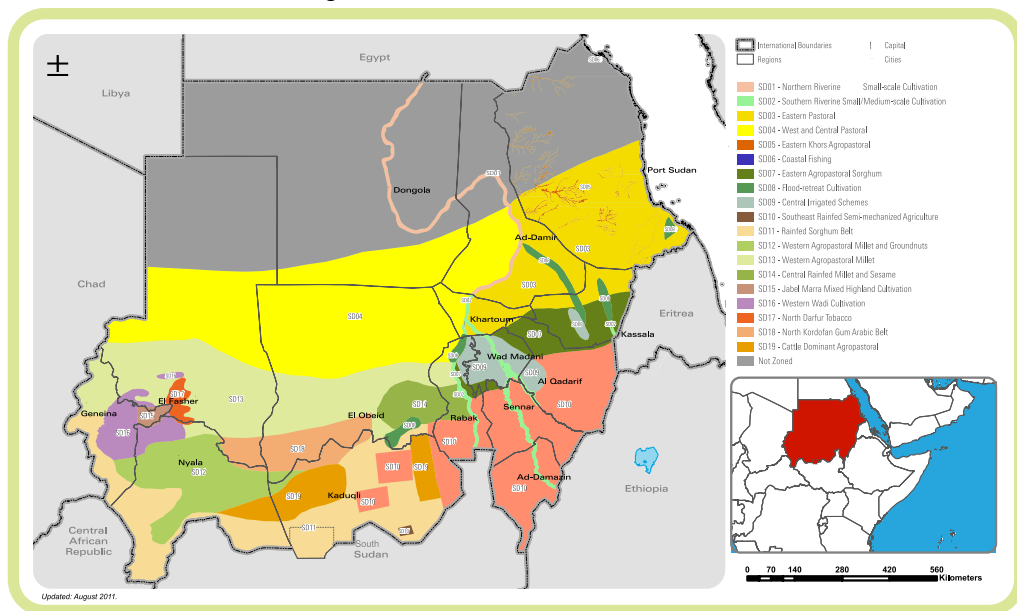 Egypt
Libya
Chad
Central
African
Republic
South
Sudan
Ethiopia
Eritrea
Port Sudan
Dongola
Ad-Damir
Khartoum
Kassala
Wad Madani
Al Qadarif
El Fasher
Geneina
El Obeid
Rabak
Sennar
Nyala
Kaduqli
Ad-Damazin
SD01
SD05
SD03
SD03
SD04
SD09
SD09
SD13
SD12
SD11
Updated: August 2011.
International Boundaries
Capital
Regions
Cities
SD01 - Northern Riverine Small-scale Cultivation
SD02 - Southern Riverine Small/Medium-scale Cultivation
SD03 - Eastern Pastoral
SD04 - West and Central Pastoral
SD05 - Eastern Khors Agropastoral
SD06 - Coastal Fishing
SD07 - Eastern Agropastoral Sorghum
SD08 - Flood-retreat Cultivation
SD09 - Central Irrigated Schemes
SD10 - Southeast Rainfed Semi-mechanized Agriculture
SD11 - Rainfed Sorghum Belt
SD12 - Western Agropastoral Millet and Groundnuts
SD13 - Western Agropastoral Millet
SD14 - Central Rainfed Millet and Sesame
SD15 - Jabel Marra Mixed Highland Cultivation
SD16 - Western Wadi Cultivation
SD17 - North Darfur Tobacco
SD18 - North Kordofan Gum Arabic Belt
SD19 - Cattle Dominant Agropastoral
Not Zoned
0 70 140 280 420 560
Kilometers